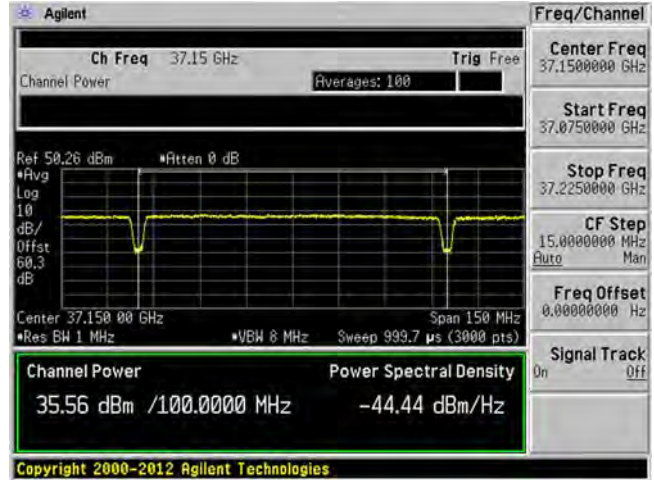 Agilent
Freq/Channel
Ch Freq 37.15 GHz Trig Free
Channel Power Averages: 100
Ref 50.26 dBm *Atten 0 dB
*Avg
Log
10
dB/
Offst
60.3
dB
Center 37.150 00 GHz Span 150 MHz
*Res BW 1 MHz *VBW 8 MHz Sweep 999.7 µs (3000 pts)
Channel Power Power Spectral Density
35.56 dBm /100.0000 MHz -44.44 dBm/Hz
Copyright 2000-2012 Agilent Technologies
Center Freq
37.1500000 GHz
Start Freq
37.0750000 GHz
Stop Freq
37.2250000 GHz
CF Step
15.0000000 MHz
Auto Man
Freq Offset
0.00000000 Hz
Signal Track
On Off